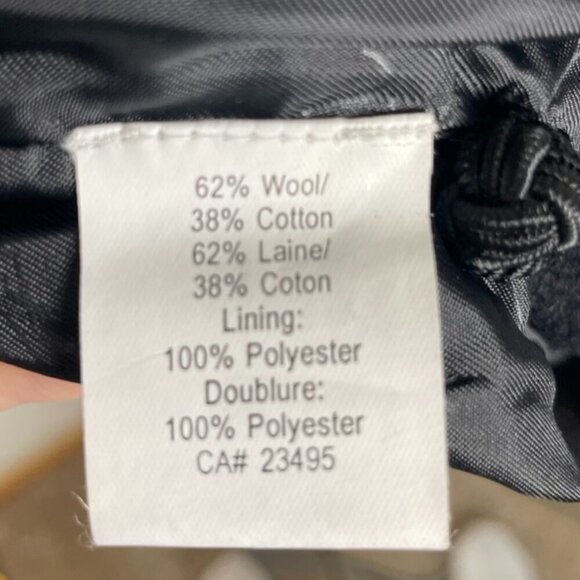 62% Wool/
38% Cotton
62% Laine/
38% Coton
Lining:
100% Polyester
Doublure:
100% Polyester
CA# 23495